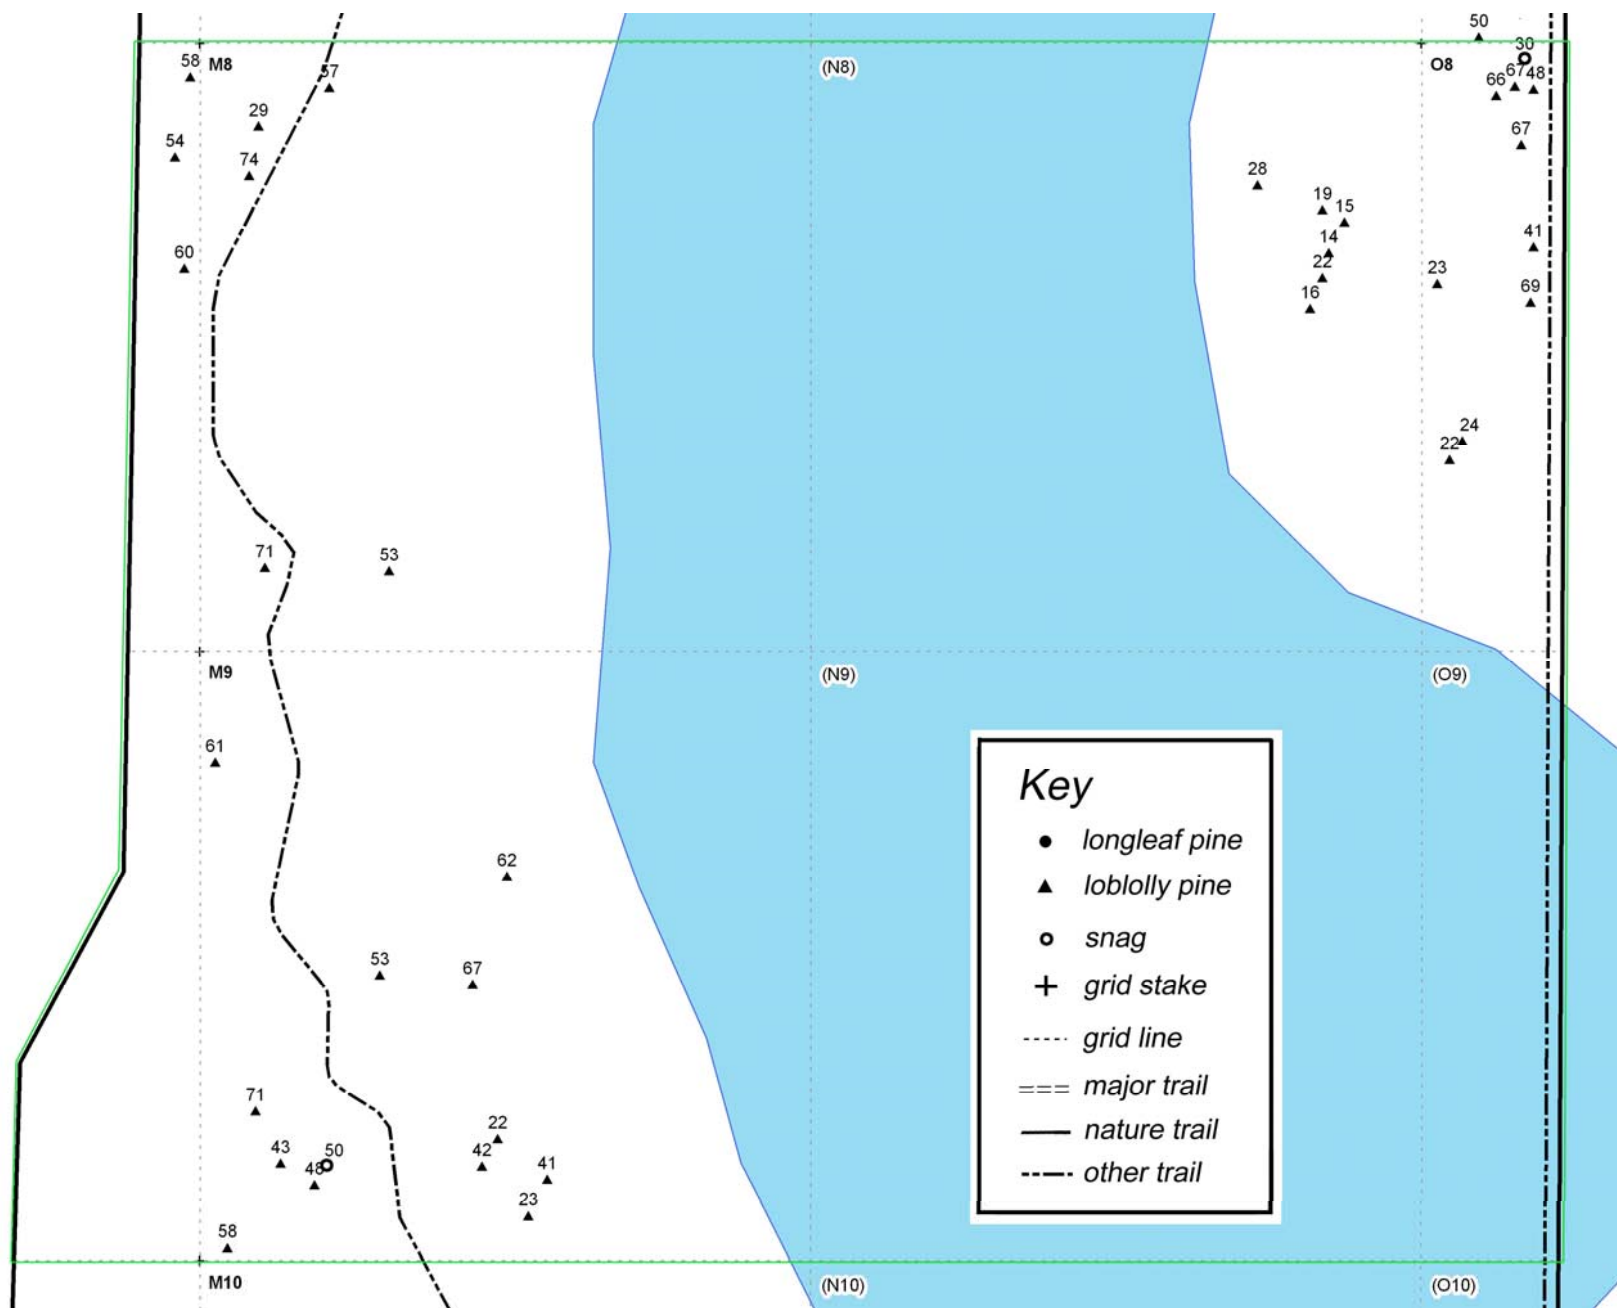 50
30
58
M8
57
(N8)
O8
66
67
48
29
54
74
67
28
19
15
60
14
41
22
23
16
69
24
22
71
53
M9
(N9)
(O9)
61
Key
longleaf pine
62
loblolly pine
snag
53
67
grid stake
grid line
71
major trail
22
nature trail
43
50
42
48
41
other trail
23
58
M10
(N10)
(O10)